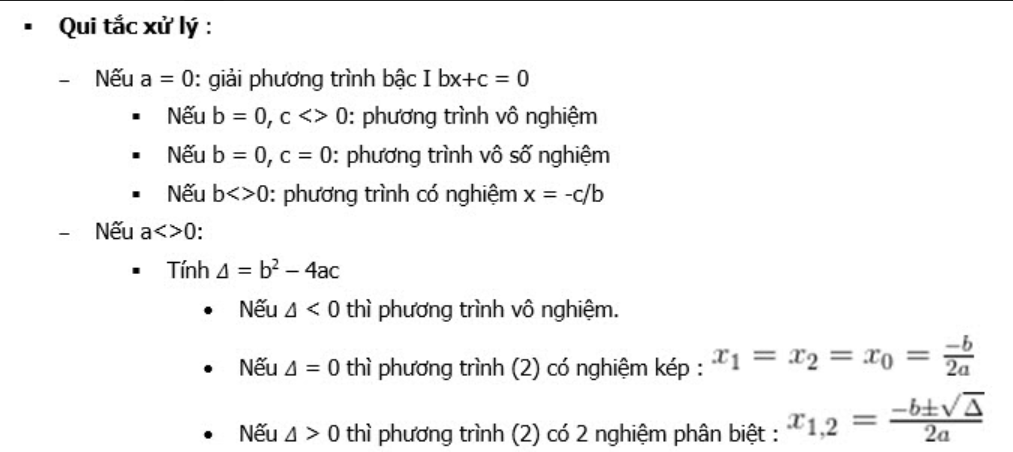 ▪ Qui tắc xử lý :
– Nếu a = 0: giải phương trình bậc I bx+c = 0
▪ Nếu b = 0, c <> 0: phương trình vô nghiệm
▪ Nếu b = 0, c = 0: phương trình vô số nghiệm
▪ Nếu b<>0: phương trình có nghiệm x = -c/b
– Nếu a<>0:
▪ Tính Δ = b² – 4ac
• Nếu Δ < 0 thì phương trình vô nghiệm.
• Nếu Δ = 0 thì phương trình (2) có nghiệm kép : x₁ = x₂ = x₀ = -b/2a
• Nếu Δ > 0 thì phương trình (2) có 2 nghiệm phân biệt : x₁,₂ = (-b±√Δ)/2a